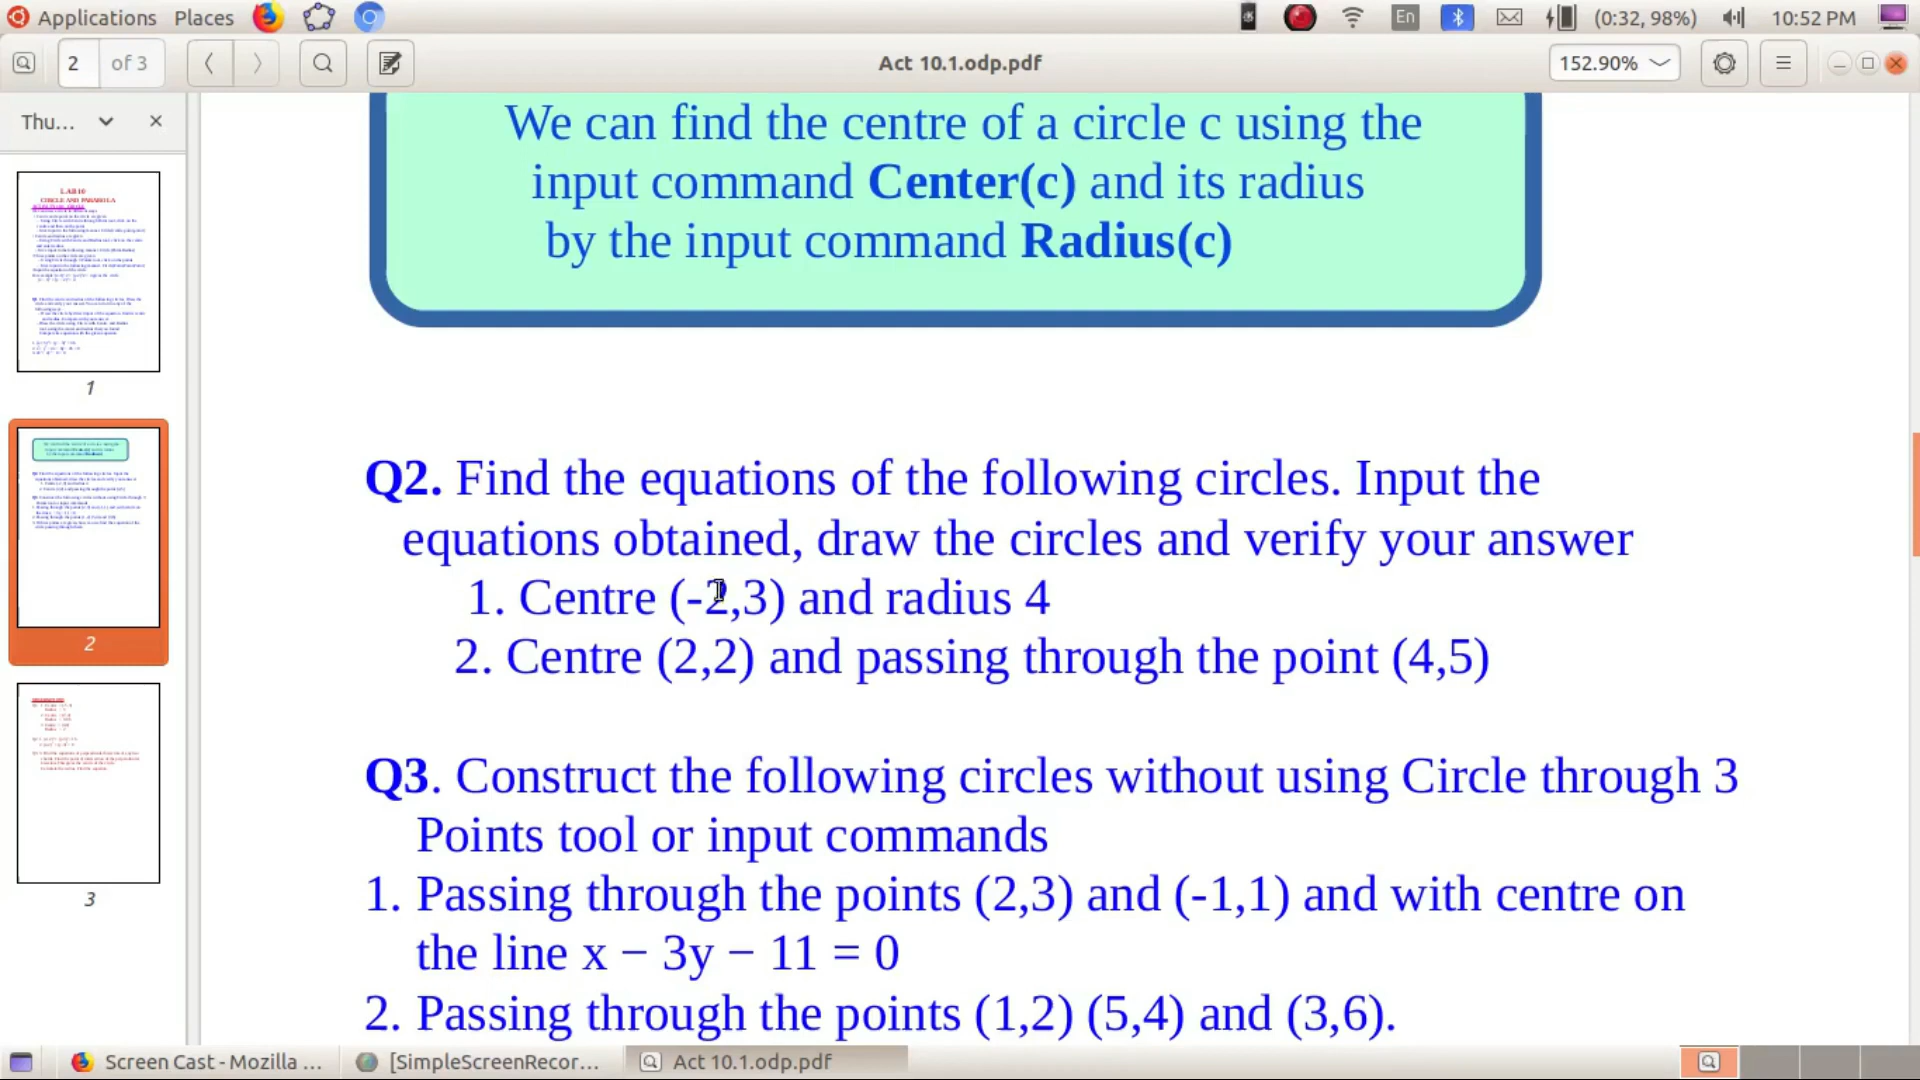 Applications Places En (0:32, 98%) 10:52 PM
2 of 3 Act 10.1.odp.pdf 152.90%
Thu...
1
2
3
We can find the centre of a circle c using the
input command Center(c) and its radius
by the input command Radius(c)
Q2. Find the equations of the following circles. Input the
equations obtained, draw the circles and verify your answer
1. Centre (-2,3) and radius 4
2. Centre (2,2) and passing through the point (4,5)
Q3. Construct the following circles without using Circle through 3
Points tool or input commands
1. Passing through the points (2,3) and (-1,1) and with centre on
the line x − 3y − 11 = 0
2. Passing through the points (1,2) (5,4) and (3,6).
Screen Cast - Mozilla ... [SimpleScreenRecor... Act 10.1.odp.pdf